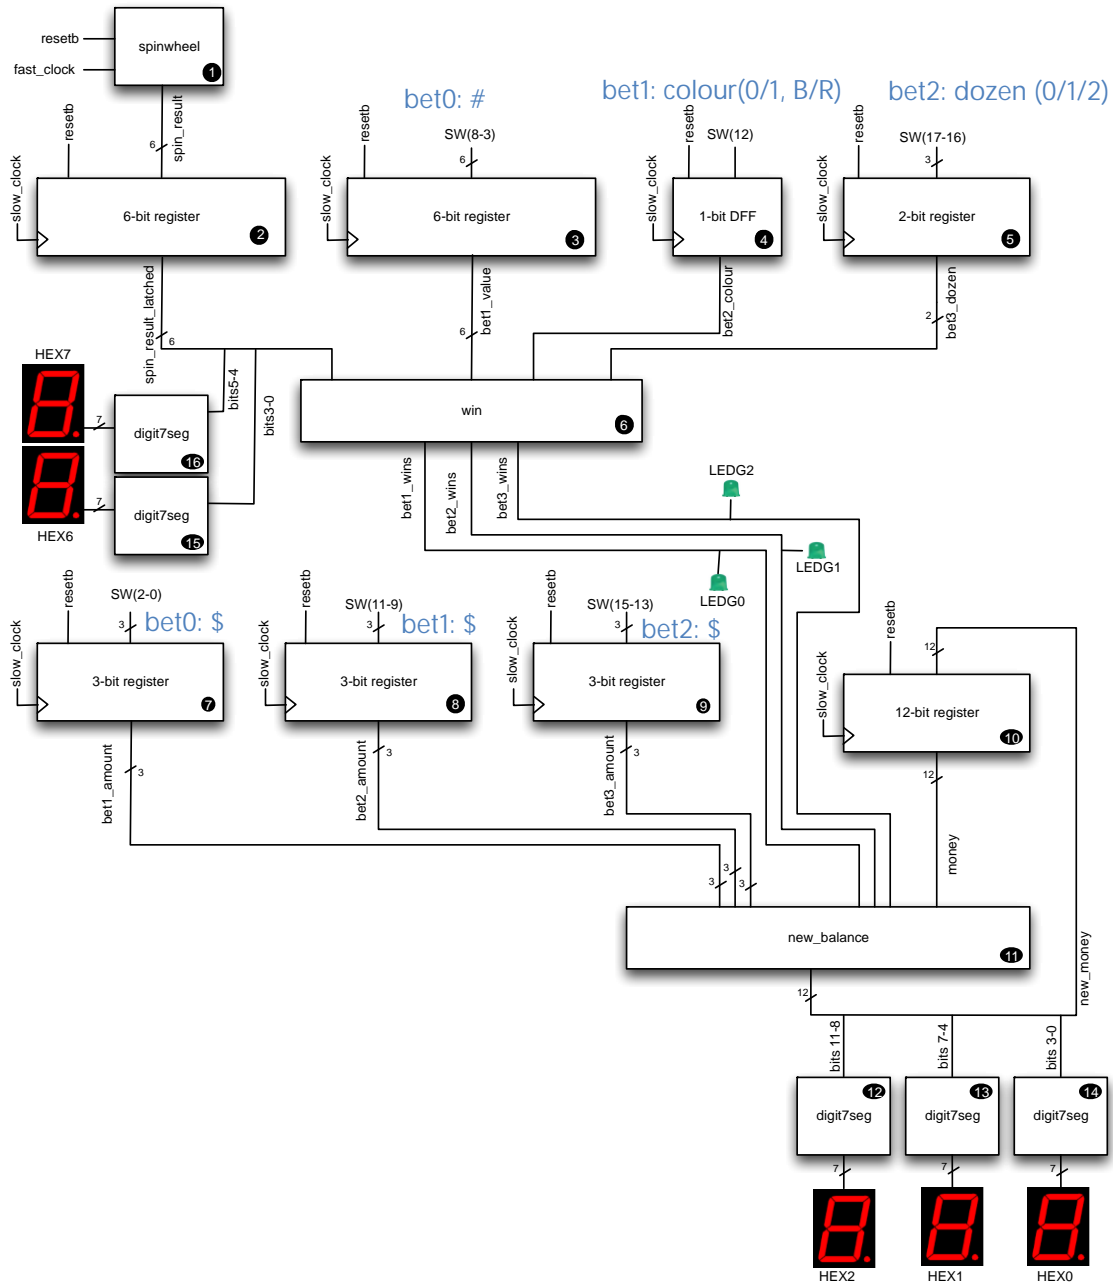 resetb
spinwheel
fast_clock
1
spin_result
6
bet0: #
bet1: colour(0/1, B/R)
bet2: dozen (0/1/2)
resetb
resetb
SW(8-3)
6
resetb
SW(12)
resetb
SW(17-16)
3
slow_clock
6-bit register
2
slow_clock
6-bit register
3
slow_clock
1-bit DFF
4
slow_clock
2-bit register
5
spin_result_latched
6
bet1_value
6
bet2_colour
bet3_dozen
2
HEX7
7
digit7seg
16
bits5-4
bits3-0
win
6
7
digit7seg
15
HEX6
bet1_wins
bet2_wins
bet3_wins
LEDG2
LEDG1
LEDG0
resetb
SW(2-0)
3
bet0: $
resetb
SW(11-9)
3
bet1: $
SW(15-13)
3
bet2: $
resetb
12
slow_clock
3-bit register
7
slow_clock
3-bit register
8
slow_clock
3-bit register
9
slow_clock
12-bit register
10
bet1_amount
3
bet2_amount
3
bet3_amount
3
12
money
3
3
3
new_balance
11
12
new_money
bits 11-8
bits 7-4
bits 3-0
12
digit7seg
13
digit7seg
14
digit7seg
7
7
7
HEX2
HEX1
HEX0